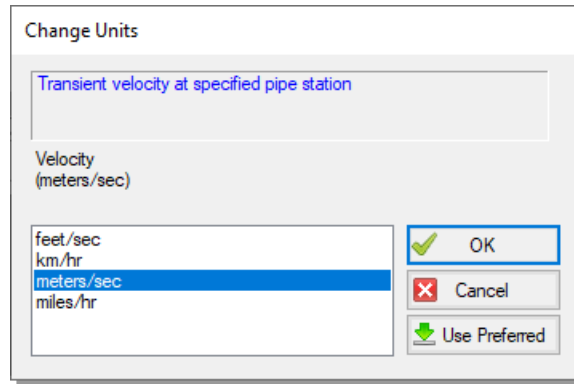 Change Units
Transient velocity at specified pipe station
Velocity
(meters/sec)
feet/sec
km/hr
meters/sec
miles/hr
OK
Cancel
Use Preferred